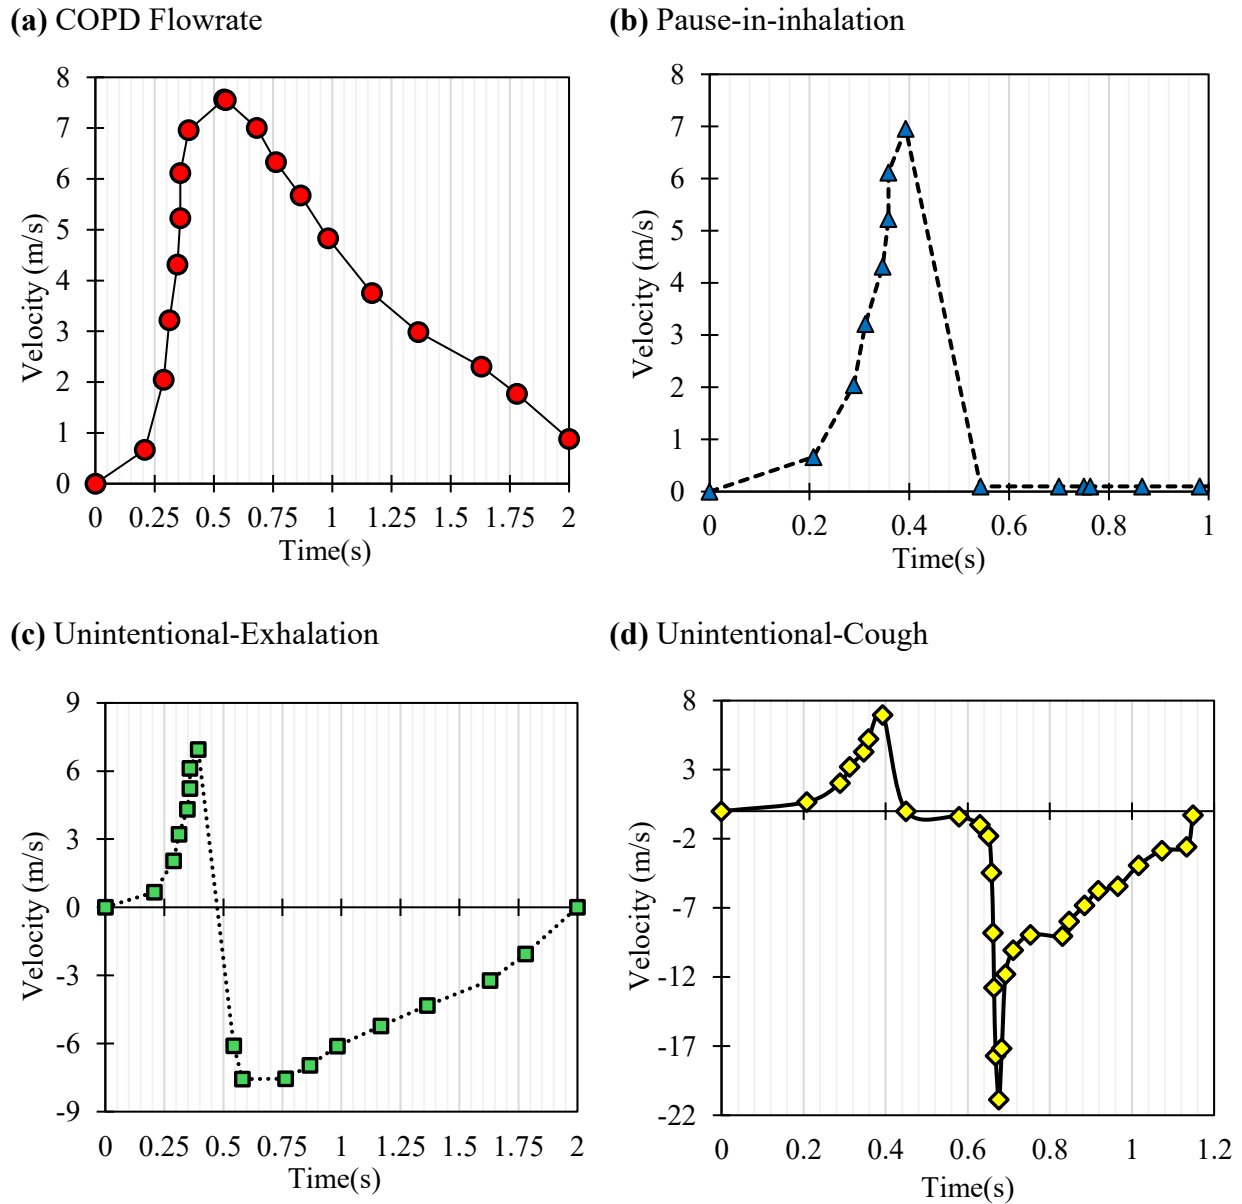 (a) COPD Flowrate
8
7
6
5
4
3
2
1
0
Velocity (m/s)
0 0.25 0.5 0.75 1 1.25 1.5 1.75 2
Time(s)
(b) Pause-in-inhalation
8
7
6
5
4
3
2
1
0
Velocity (m/s)
0 0.2 0.4 0.6 0.8 1
Time(s)
(c) Unintentional-Exhalation
9
6
3
0
-3
-6
-9
Velocity (m/s)
0 0.25 0.5 0.75 1 1.25 1.5 1.75 2
Time(s)
(d) Unintentional-Cough
8
3
-2
-7
-12
-17
-22
Velocity (m/s)
0 0.2 0.4 0.6 0.8 1 1.2
Time(s)